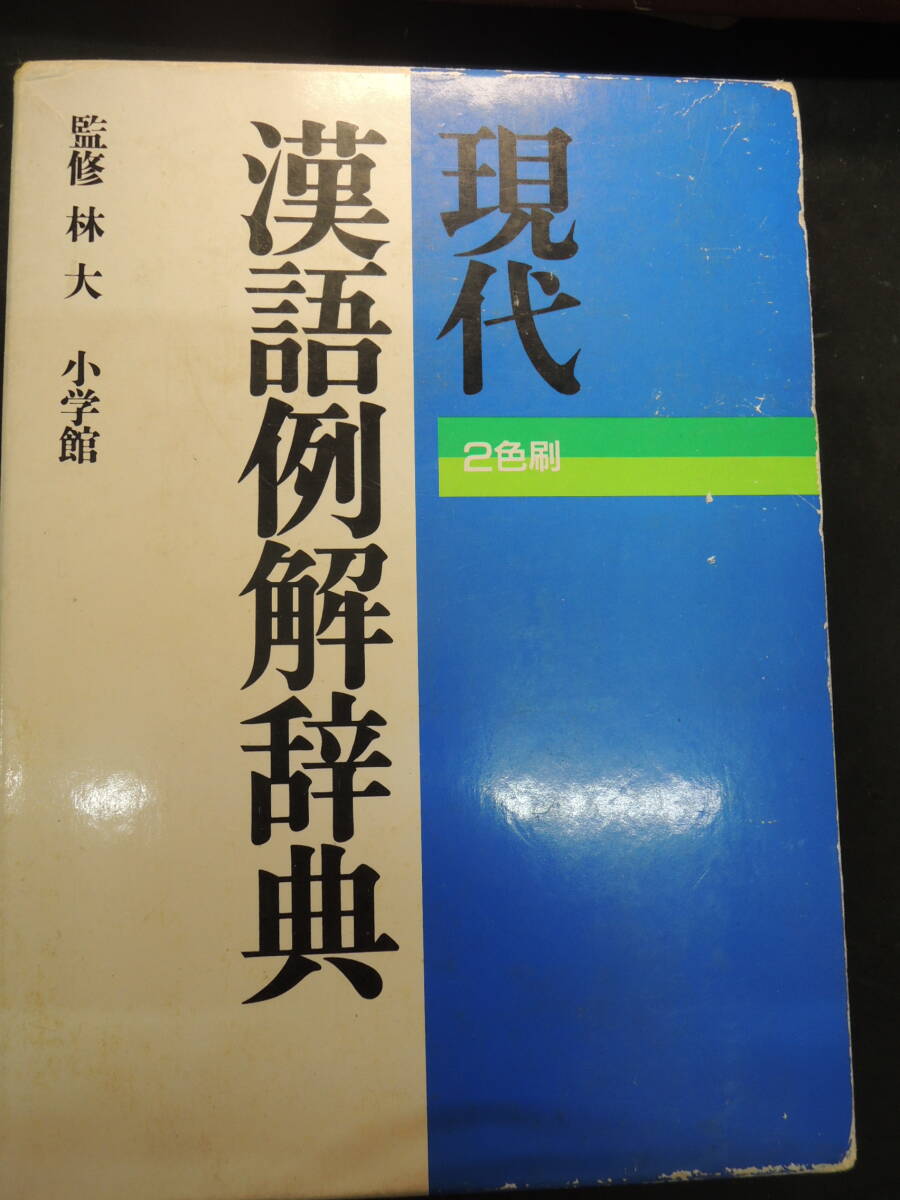 現代
2色刷
漢語例解辞典
監修 林大 小学館